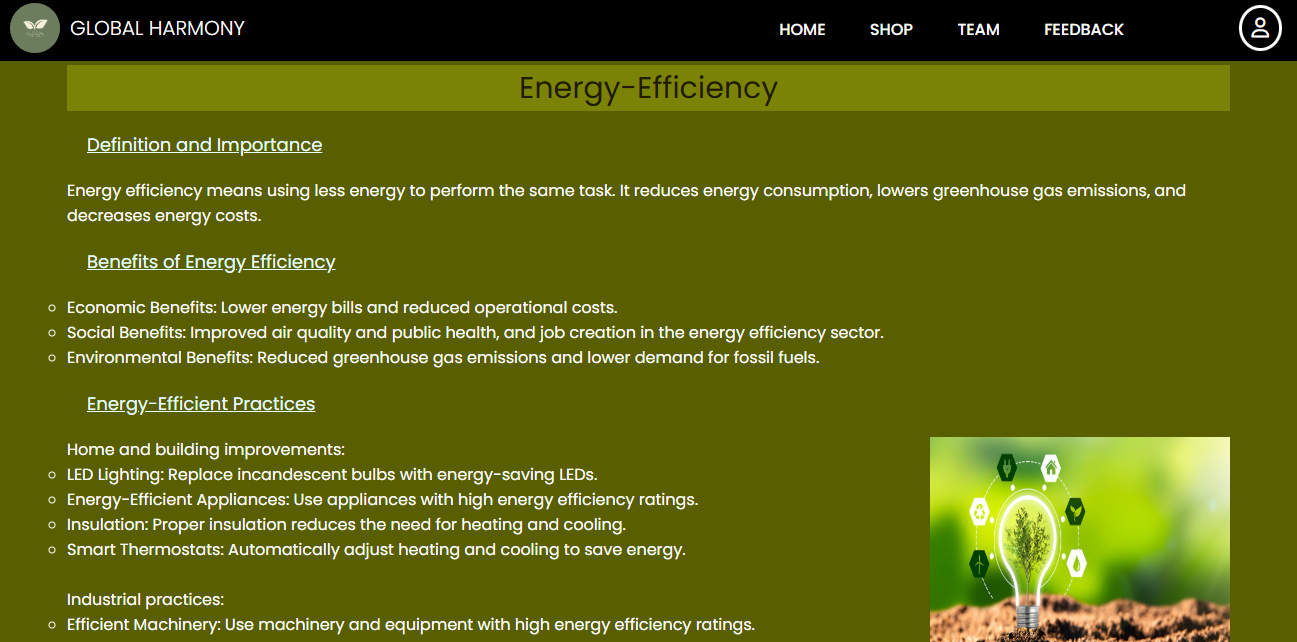 GLOBAL HARMONY
HOME SHOP TEAM FEEDBACK
Energy-Efficiency
Definition and Importance
Energy efficiency means using less energy to perform the same task. It reduces energy consumption, lowers greenhouse gas emissions, and
decreases energy costs.
Benefits of Energy Efficiency
Economic Benefits: Lower energy bills and reduced operational costs.
Social Benefits: Improved air quality and public health, and job creation in the energy efficiency sector.
Environmental Benefits: Reduced greenhouse gas emissions and lower demand for fossil fuels.
Energy-Efficient Practices
Home and building improvements:
LED Lighting: Replace incandescent bulbs with energy-saving LEDs.
Energy-Efficient Appliances: Use appliances with high energy efficiency ratings.
Insulation: Proper insulation reduces the need for heating and cooling.
Smart Thermostats: Automatically adjust heating and cooling to save energy.
Industrial practices:
Efficient Machinery: Use machinery and equipment with high energy efficiency ratings.